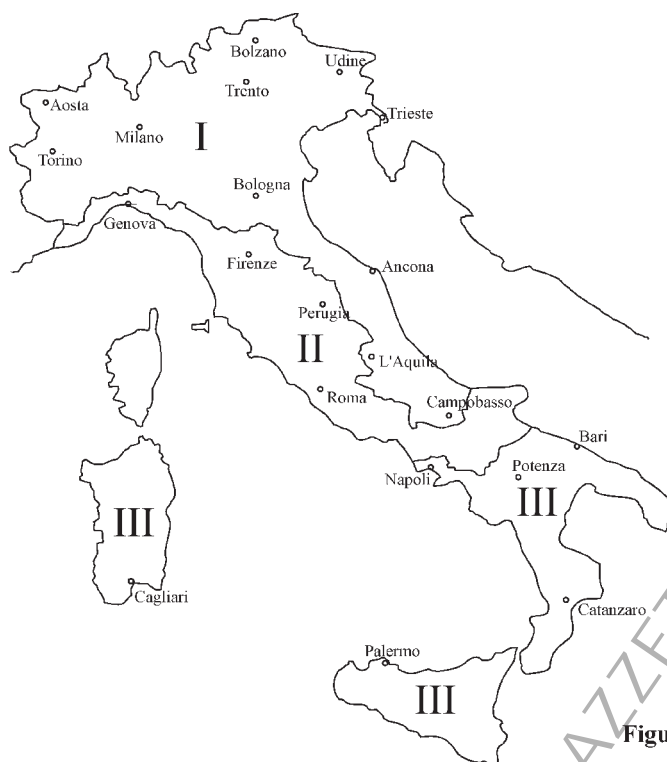 Bolzano
Udine
Trento
Aosta
Trieste
Milano
I
Torino
Bologna
Genova
Firenze
Ancona
Perugia
II
L'Aquila
Roma
Campobasso
Bari
Napoli
Potenza
III
III
Cagliari
Catanzaro
Palermo
III